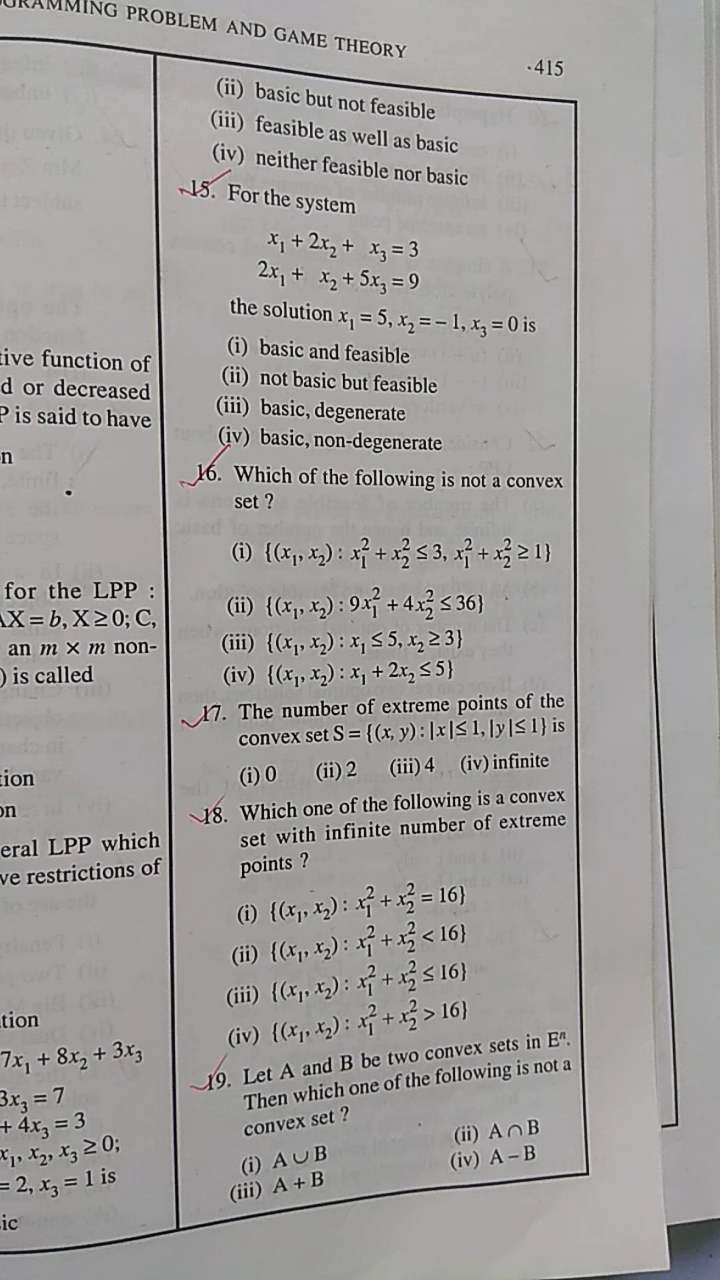 PROBLEM AND GAME THEORY
·415
tive function of
d or decreased
P is said to have
n
for the LPP :
AX = b, X ≥ 0; C,
an m × m non-
) is called
tion
on
eral LPP which
ve restrictions of
tion
7x₁ + 8x₂ + 3x₃
3x₃ = 7
+ 4x₃ = 3
x₁, x₂, x₃ ≥ 0;
= 2, x₃ = 1 is
ic
(ii) basic but not feasible
(iii) feasible as well as basic
(iv) neither feasible nor basic
15. For the system
x₁ + 2x₂ + x₃ = 3
2x₁ + x₂ + 5x₃ = 9
the solution x₁ = 5, x₂ = – 1, x₃ = 0 is
(i) basic and feasible
(ii) not basic but feasible
(iii) basic, degenerate
(iv) basic, non-degenerate
16. Which of the following is not a convex
set ?
(i) {(x₁, x₂) : x₁² + x₂² ≤ 3, x₁² + x₂² ≥ 1}
(ii) {(x₁, x₂) : 9x₁² + 4x₂² ≤ 36}
(iii) {(x₁, x₂) : x₁ ≤ 5, x₂ ≥ 3}
(iv) {(x₁, x₂) : x₁ + 2x₂ ≤ 5}
17. The number of extreme points of the
convex set S = {(x, y) : |x| ≤ 1, |y| ≤ 1} is
(i) 0 (ii) 2 (iii) 4 (iv) infinite
18. Which one of the following is a convex
set with infinite number of extreme
points ?
(i) {(x₁, x₂) : x₁² + x₂² = 16}
(ii) {(x₁, x₂) : x₁² + x₂² < 16}
(iii) {(x₁, x₂) : x₁² + x₂² ≤ 16}
(iv) {(x₁, x₂) : x₁² + x₂² > 16}
19. Let A and B be two convex sets in Eⁿ.
Then which one of the following is not a
convex set ?
(i) A ∪ B (ii) A ∩ B
(iii) A + B (iv) A – B